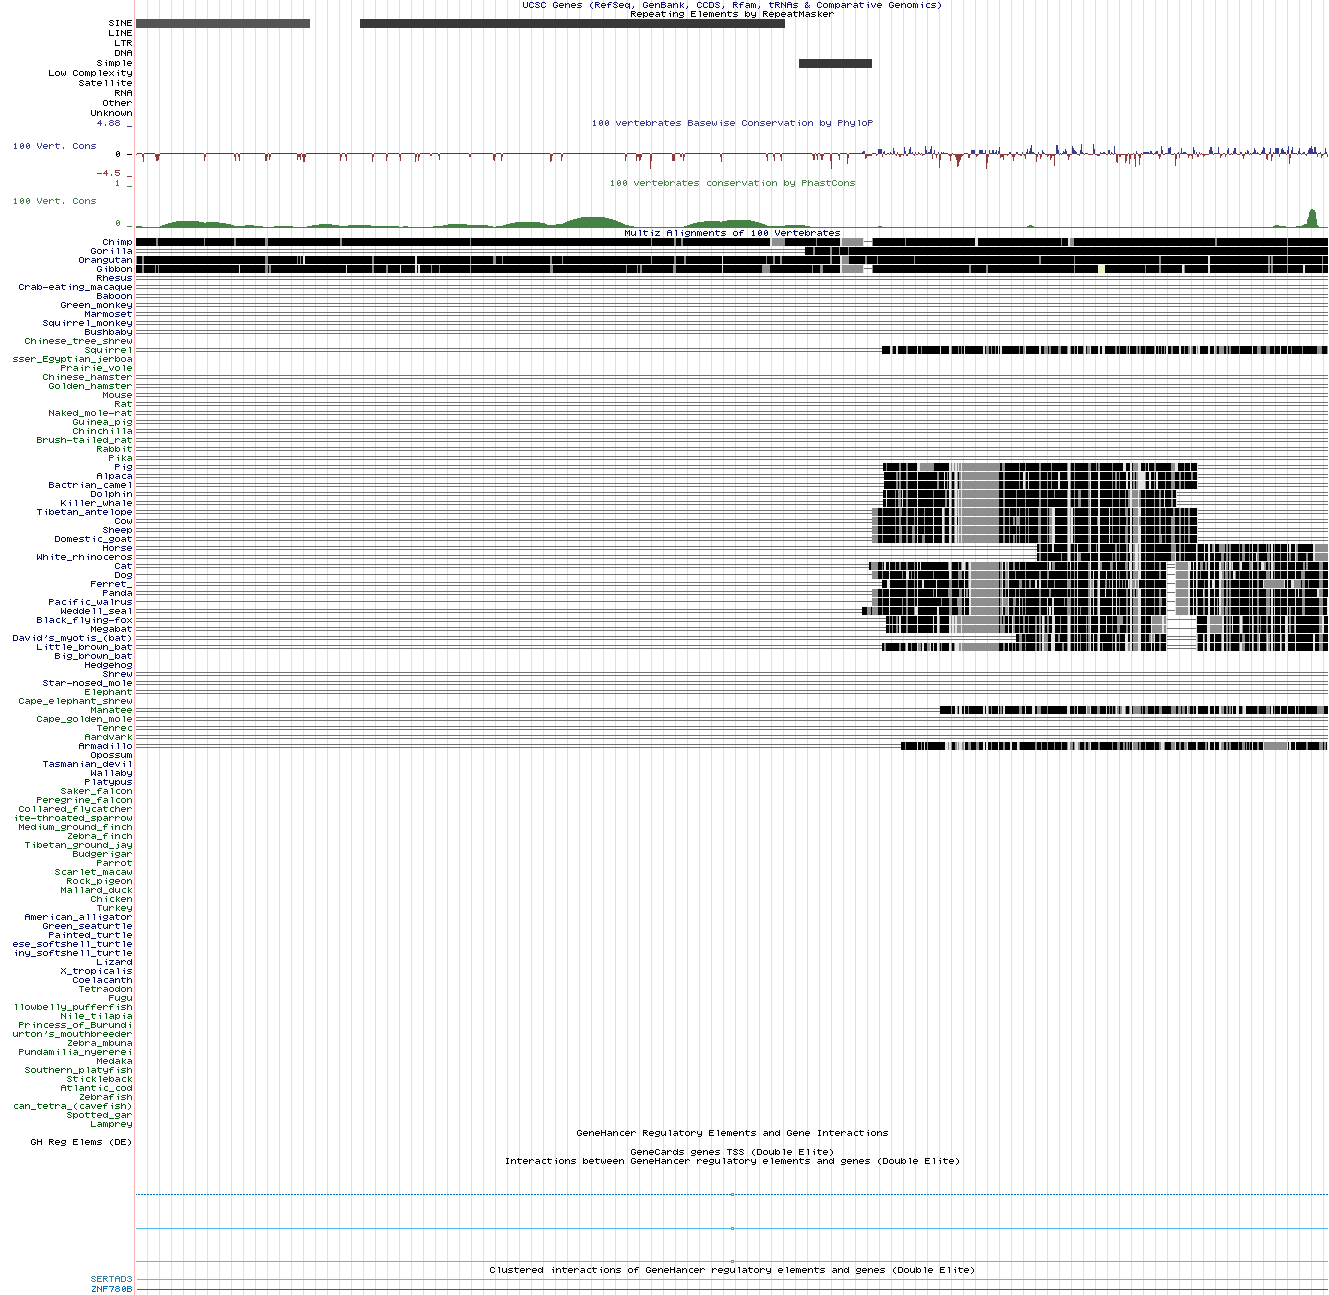 UCSC Genes (RefSeq, GenBank, CCDS, Rfam, tRNAs & Comparative Genomics)
Repeating Elements by RepeatMasker
SINE
LINE
LTR
DNA
Simple
Low Complexity
Satellite
RNA
Other
Unknown
4.88 _
100 vertebrates Basewise Conservation by PhyloP
100 Vert. Cons
0 _
-4.5 _
1 _
100 vertebrates conservation by PhastCons
100 Vert. Cons
0 _
Multiz Alignments of 100 Vertebrates
Chimp
Gorilla
Orangutan
Gibbon
Rhesus
Crab-eating_macaque
Baboon
Green_monkey
Marmoset
Squirrel_monkey
Bushbaby
Chinese_tree_shrew
Squirrel
sser_Egyptian_jerboa
Prairie_vole
Chinese_hamster
Golden_hamster
Mouse
Rat
Naked_mole-rat
Guinea_pig
Chinchilla
Brush-tailed_rat
Rabbit
Pika
Pig
Alpaca
Bactrian_camel
Dolphin
Killer_whale
Tibetan_antelope
Cow
Sheep
Domestic_goat
Horse
White_rhinoceros
Cat
Dog
Ferret_
Panda
Pacific_walrus
Weddell_seal
Black_flying-fox
Megabat
David's_myotis_(bat)
Little_brown_bat
Big_brown_bat
Hedgehog
Shrew
Star-nosed_mole
Elephant
Cape_elephant_shrew
Manatee
Cape_golden_mole
Tenrec
Aardvark
Armadillo
Opossum
Tasmanian_devil
Wallaby
Platypus
Saker_falcon
Peregrine_falcon
Collared_flycatcher
ite-throated_sparrow
Medium_ground_finch
Zebra_finch
Tibetan_ground_jay
Budgerigar
Parrot
Scarlet_macaw
Rock_pigeon
Mallard_duck
Chicken
Turkey
American_alligator
Green_seaturtle
Painted_turtle
ese_softshell_turtle
iny_softshell_turtle
Lizard
X_tropicalis
Coelacanth
Tetraodon
Fugu
llowbelly_pufferfish
Nile_tilapia
Princess_of_Burundi
urton's_mouthbreeder
Zebra_mbuna
Pundamilia_nyererei
Medaka
Southern_platyfish
Stickleback
Atlantic_cod
Zebrafish
can_tetra_(cavefish)
Spotted_gar
Lamprey
GeneHancer Regulatory Elements and Gene Interactions
GH Reg Elems (DE)
GeneCards genes TSS (Double Elite)
Interactions between GeneHancer regulatory elements and genes (Double Elite)
Clustered interactions of GeneHancer regulatory elements and genes (Double Elite)
SERTAD3
ZNF780B